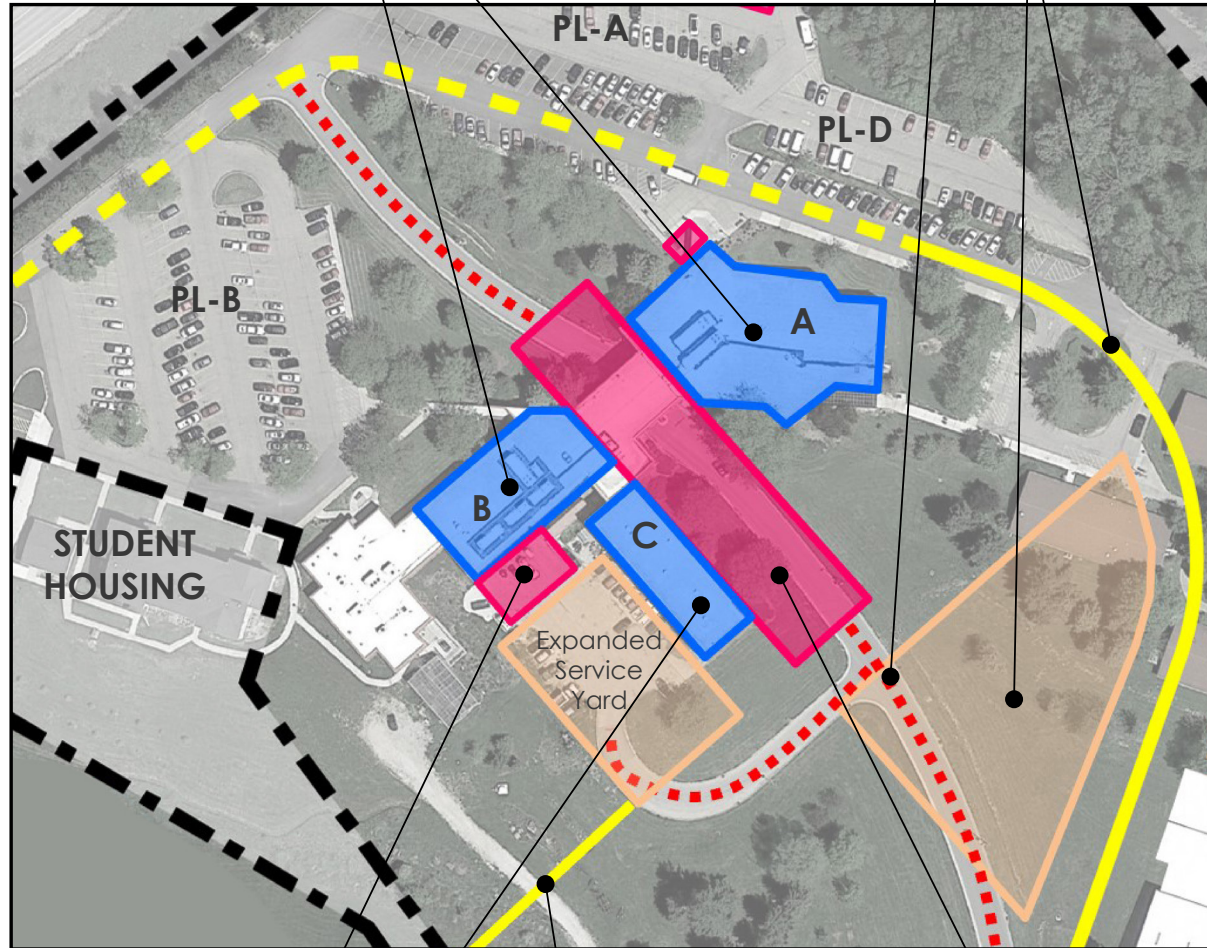 PL-A
PL-D
PL-B
A
B
C
STUDENT
HOUSING
Expanded
Service
Yard